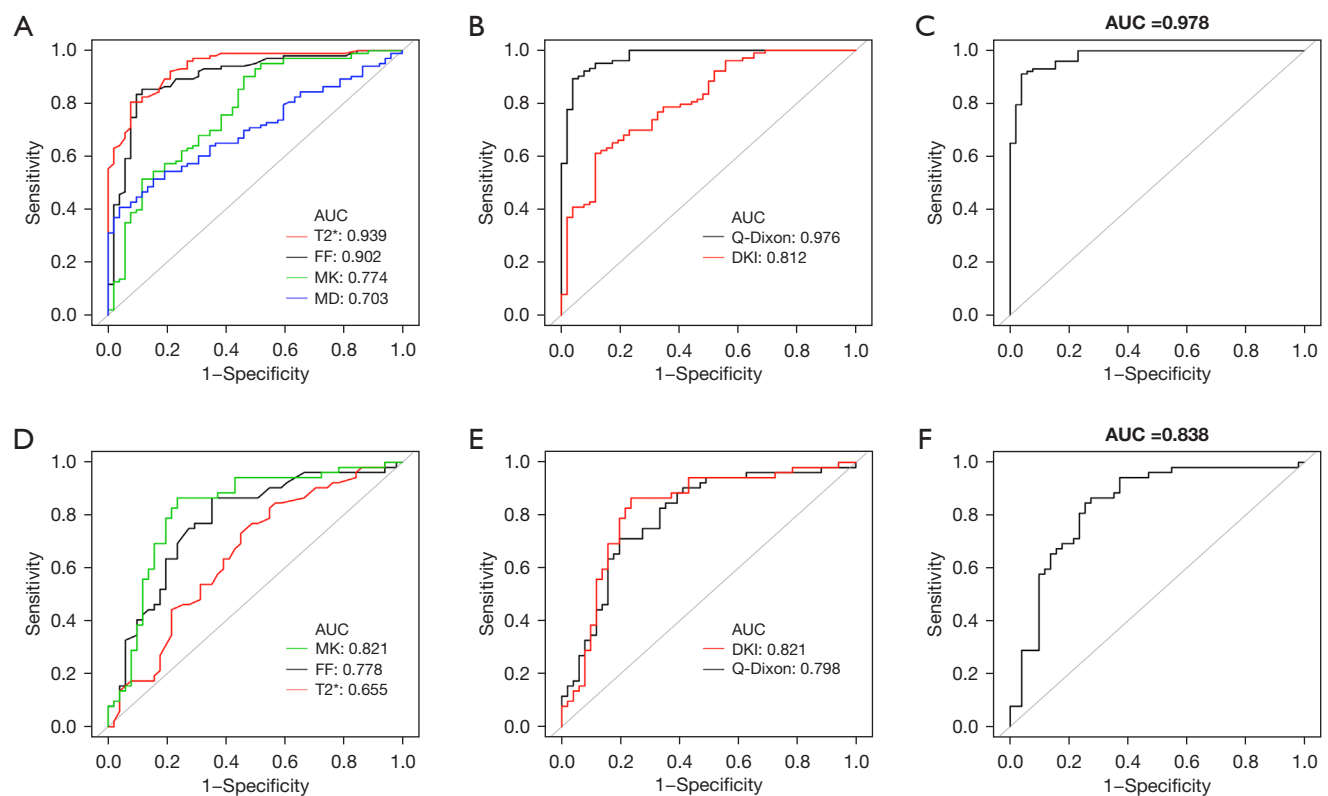 A
1.0
0.8
0.6
0.4
0.2
0.0
Sensitivity
AUC
T2*: 0.939
FF: 0.902
MK: 0.774
MD: 0.703
0.0 0.2 0.4 0.6 0.8 1.0
1–Specificity
B
1.0
0.8
0.6
0.4
0.2
0.0
Sensitivity
AUC
Q-Dixon: 0.976
DKI: 0.812
0.0 0.2 0.4 0.6 0.8 1.0
1–Specificity
C
AUC =0.978
1.0
0.8
0.6
0.4
0.2
0.0
Sensitivity
0.0 0.2 0.4 0.6 0.8 1.0
1–Specificity
D
1.0
0.8
0.6
0.4
0.2
0.0
Sensitivity
AUC
MK: 0.821
FF: 0.778
T2*: 0.655
0.0 0.2 0.4 0.6 0.8 1.0
1–Specificity
E
1.0
0.8
0.6
0.4
0.2
0.0
Sensitivity
AUC
DKI: 0.821
Q-Dixon: 0.798
0.0 0.2 0.4 0.6 0.8 1.0
1–Specificity
F
AUC =0.838
1.0
0.8
0.6
0.4
0.2
0.0
Sensitivity
0.0 0.2 0.4 0.6 0.8 1.0
1–Specificity